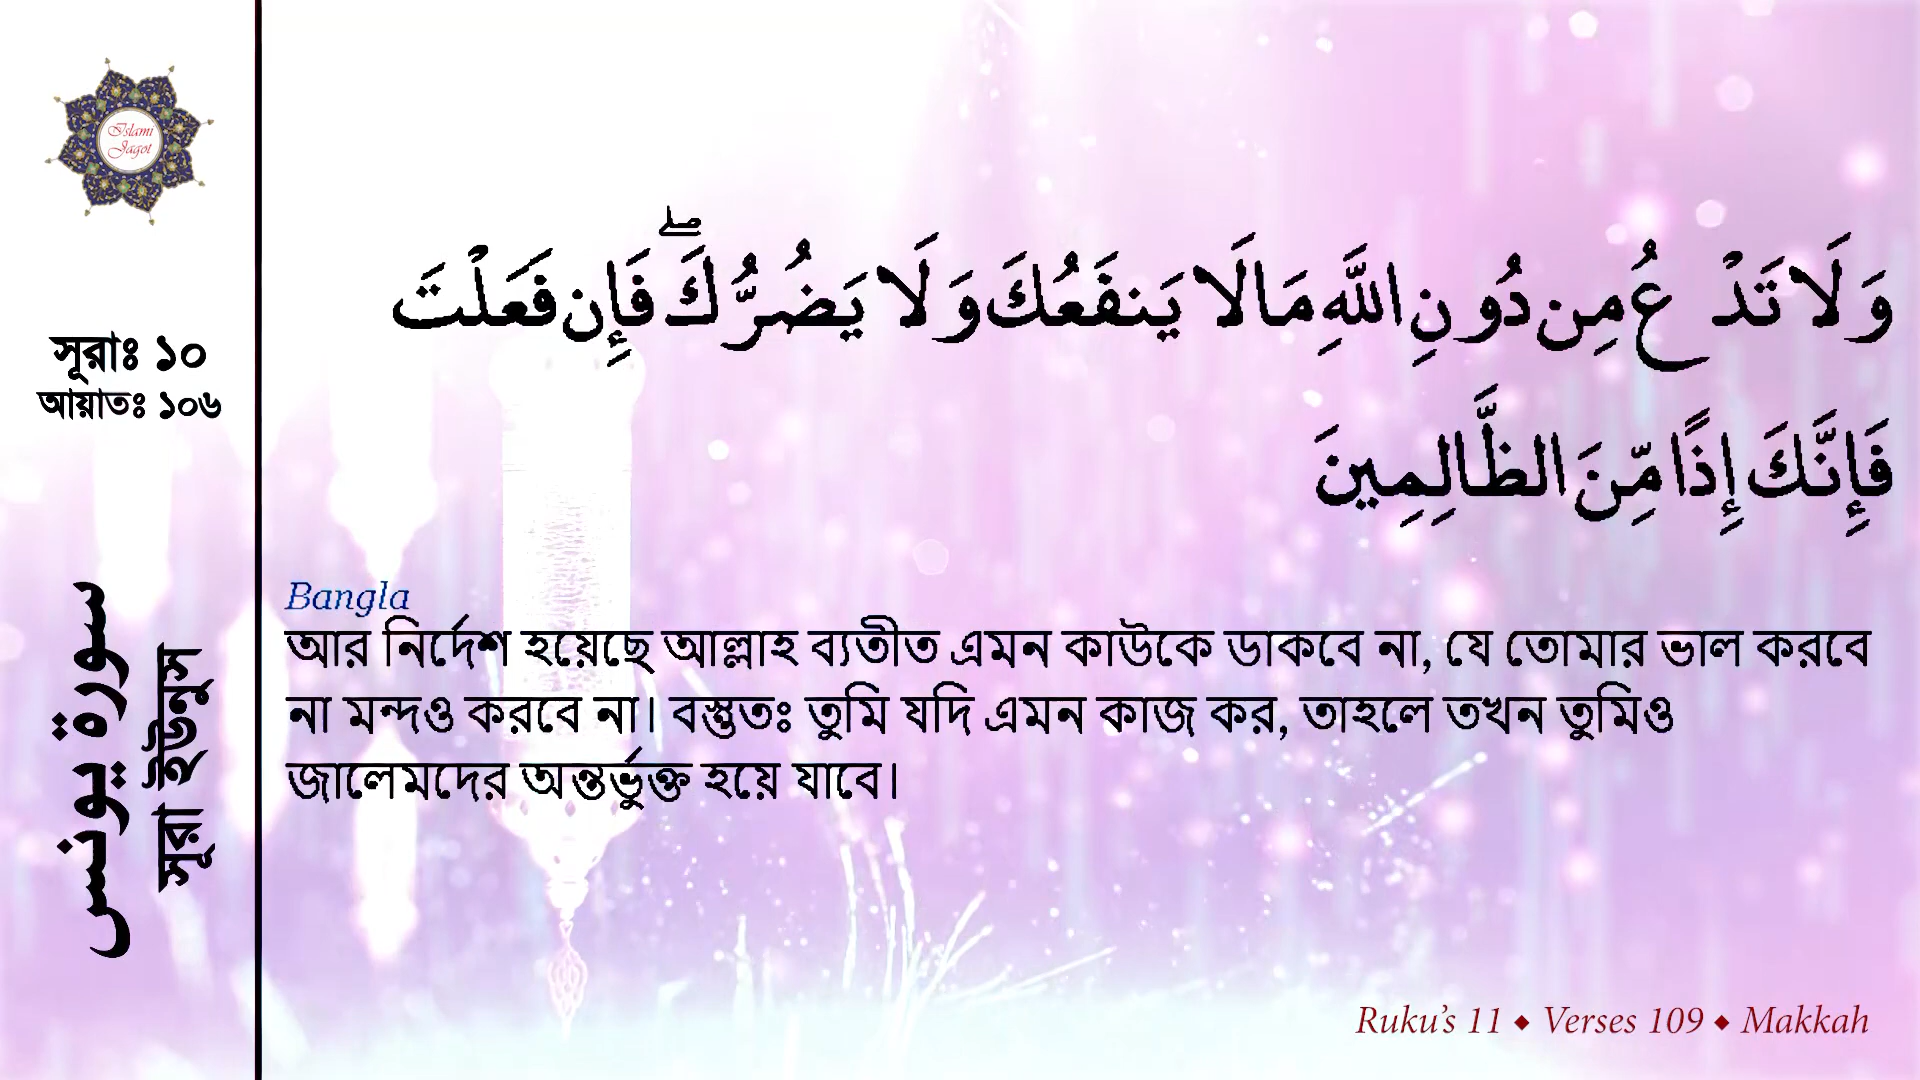 Islami
Jagot
সূরাঃ ১০
আয়াতঃ ১০৬
سورة يونس
সূরা ইউনুস
وَلَا تَدْعُ مِن دُونِ اللَّهِ مَا لَا يَنفَعُكَ وَلَا يَضُرُّكَ ۖ فَإِن فَعَلْتَ
فَإِنَّكَ إِذًا مِّنَ الظَّالِمِينَ
Bangla
আর নির্দেশ হয়েছে আল্লাহ ব্যতীত এমন কাউকে ডাকবে না, যে তোমার ভাল করবে
না মন্দও করবে না। বস্তুতঃ তুমি যদি এমন কাজ কর, তাহলে তখন তুমিও
জালেমদের অন্তর্ভুক্ত হয়ে যাবে।
Ruku's 11 ◆ Verses 109 ◆ Makkah